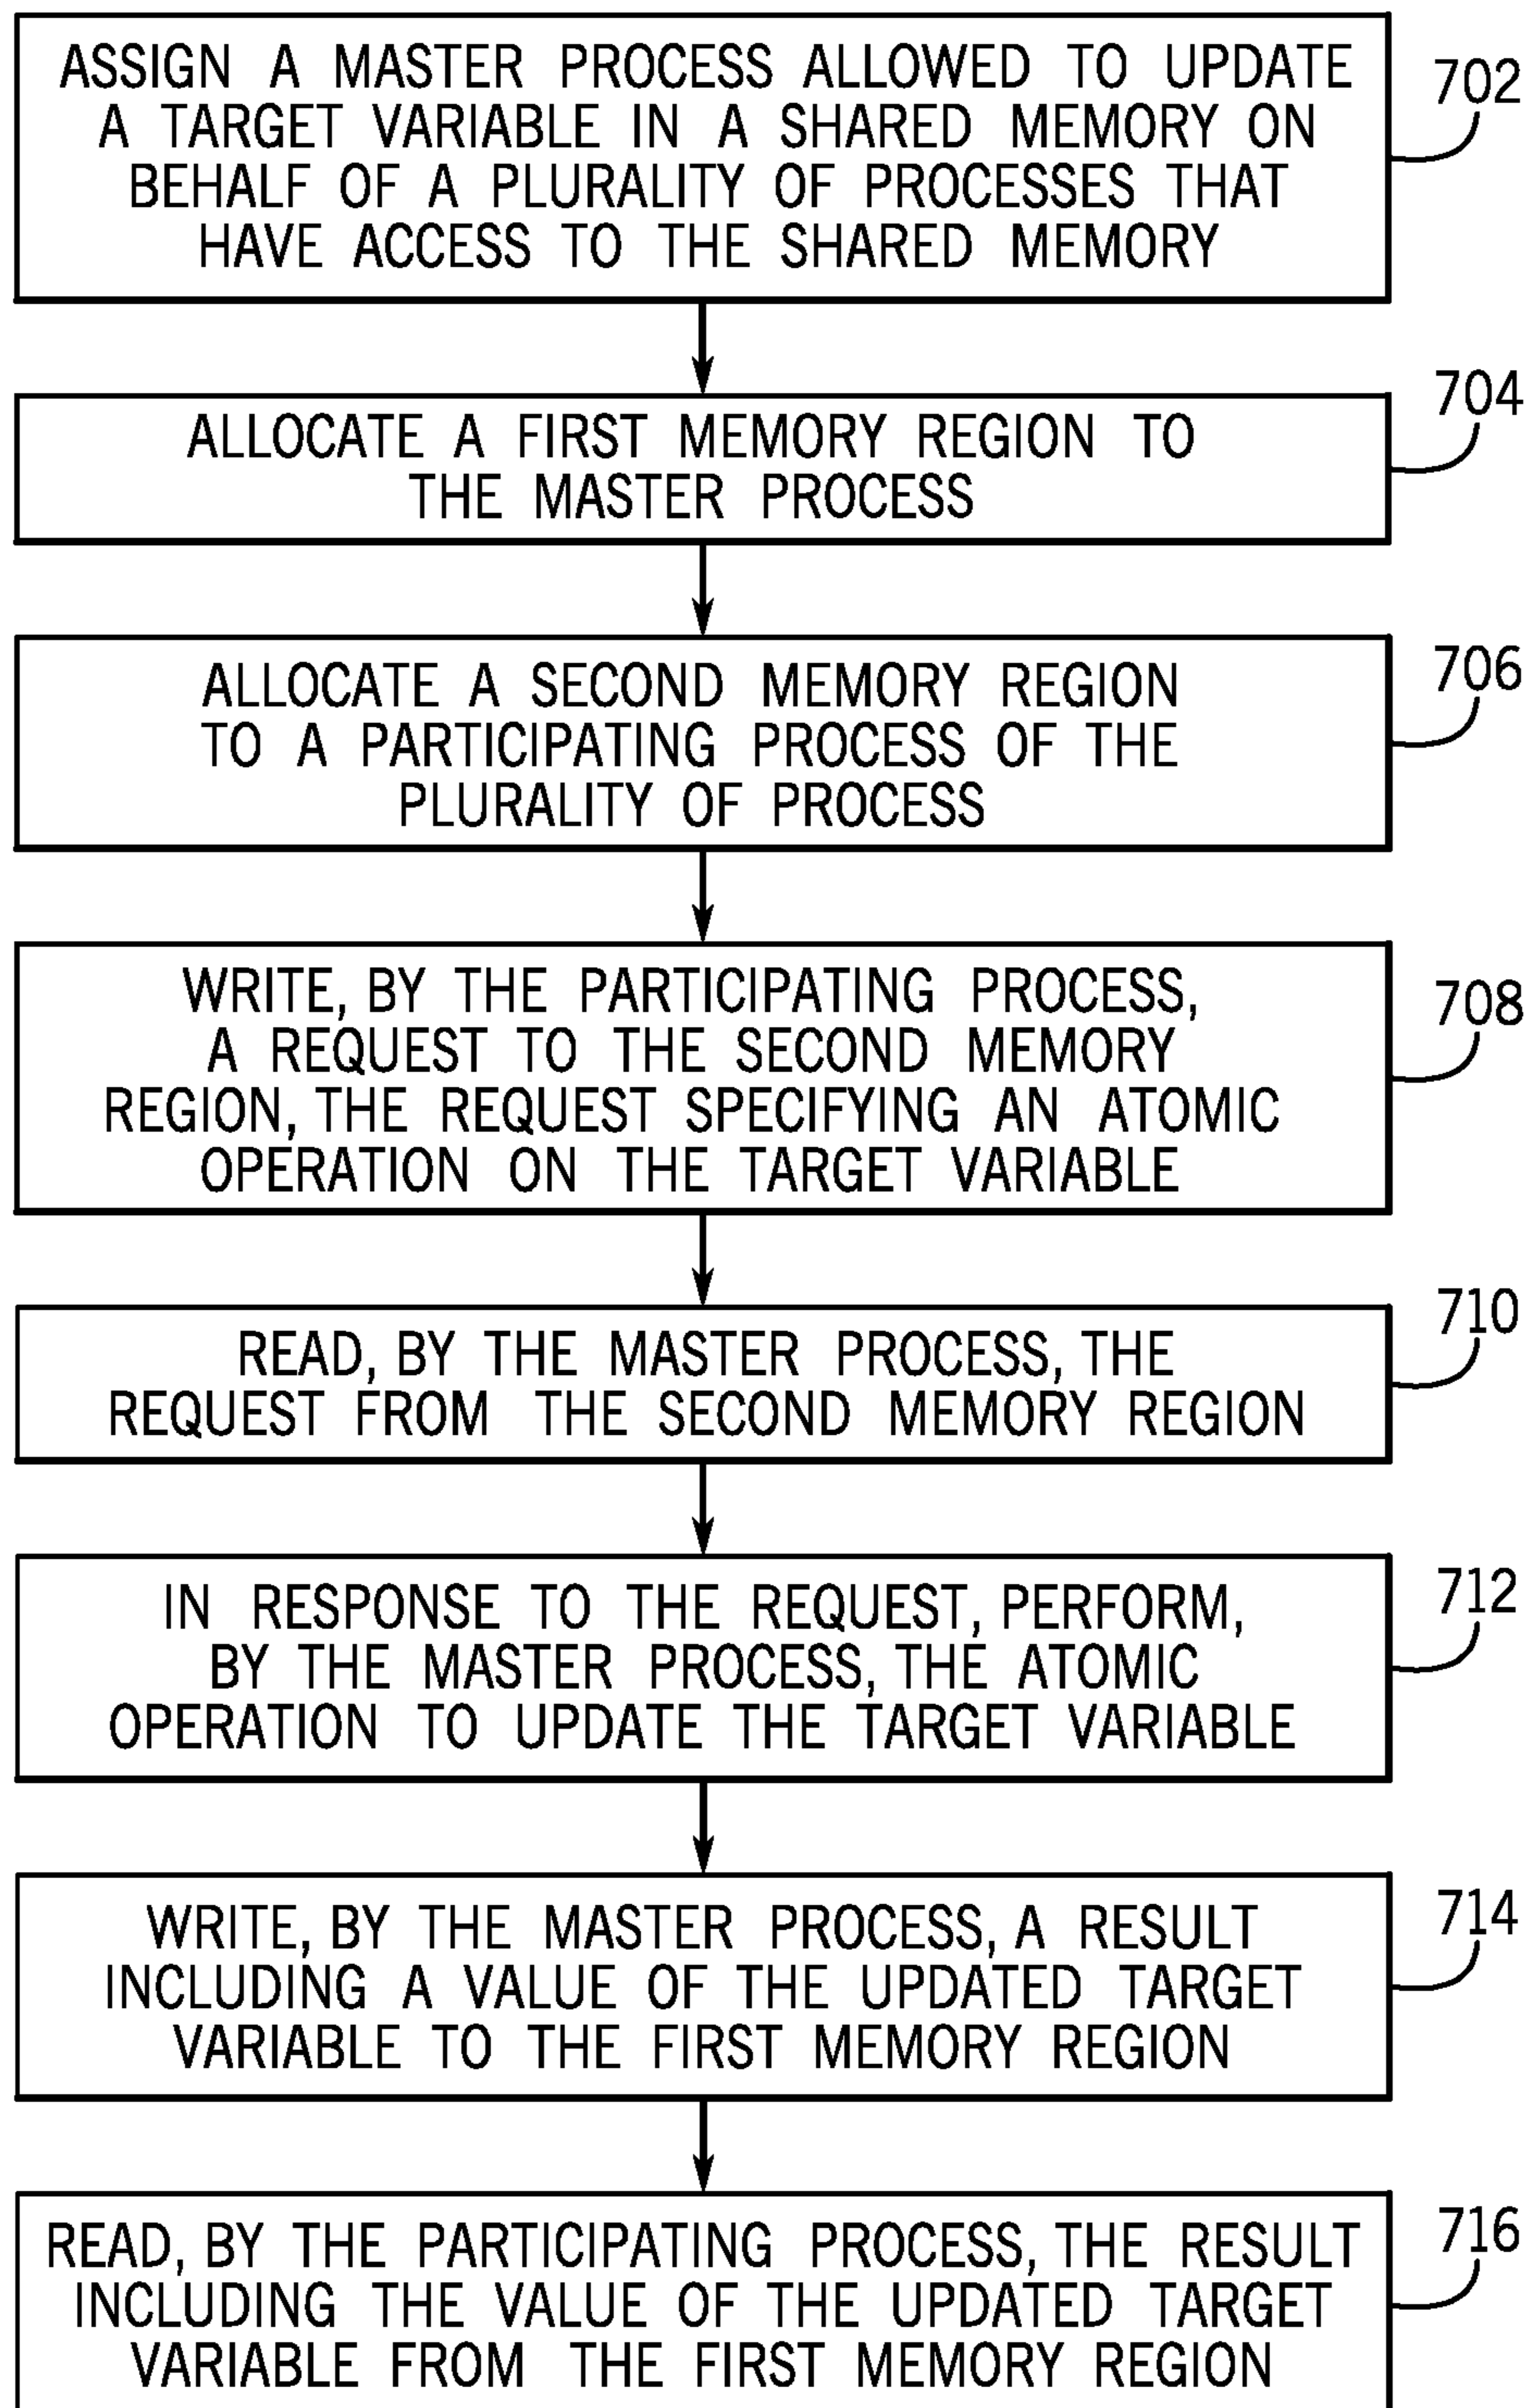 ASSIGN A MASTER PROCESS ALLOWED TO UPDATE
A TARGET VARIABLE IN A SHARED MEMORY ON
BEHALF OF A PLURALITY OF PROCESSES THAT
HAVE ACCESS TO THE SHARED MEMORY
702
ALLOCATE A FIRST MEMORY REGION TO
THE MASTER PROCESS
704
ALLOCATE A SECOND MEMORY REGION
TO A PARTICIPATING PROCESS OF THE
PLURALITY OF PROCESS
706
WRITE, BY THE PARTICIPATING PROCESS,
A REQUEST TO THE SECOND MEMORY
REGION, THE REQUEST SPECIFYING AN ATOMIC
OPERATION ON THE TARGET VARIABLE
708
READ, BY THE MASTER PROCESS, THE
REQUEST FROM THE SECOND MEMORY REGION
710
IN RESPONSE TO THE REQUEST, PERFORM,
BY THE MASTER PROCESS, THE ATOMIC
OPERATION TO UPDATE THE TARGET VARIABLE
712
WRITE, BY THE MASTER PROCESS, A RESULT
INCLUDING A VALUE OF THE UPDATED TARGET
VARIABLE TO THE FIRST MEMORY REGION
714
READ, BY THE PARTICIPATING PROCESS, THE RESULT
INCLUDING THE VALUE OF THE UPDATED TARGET
VARIABLE FROM THE FIRST MEMORY REGION
716